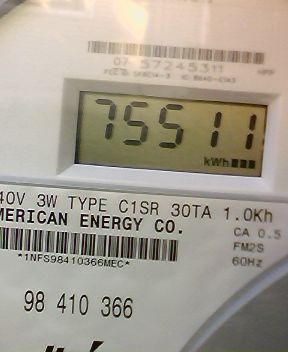 07 57245311
75511
kWh
40V 3W TYPE C1SR 30TA 1.0Kh
MERICAN ENERGY CO.
CA 0.5
FM2S
60Hz
*1NFS98410366MEC*
98 410 366